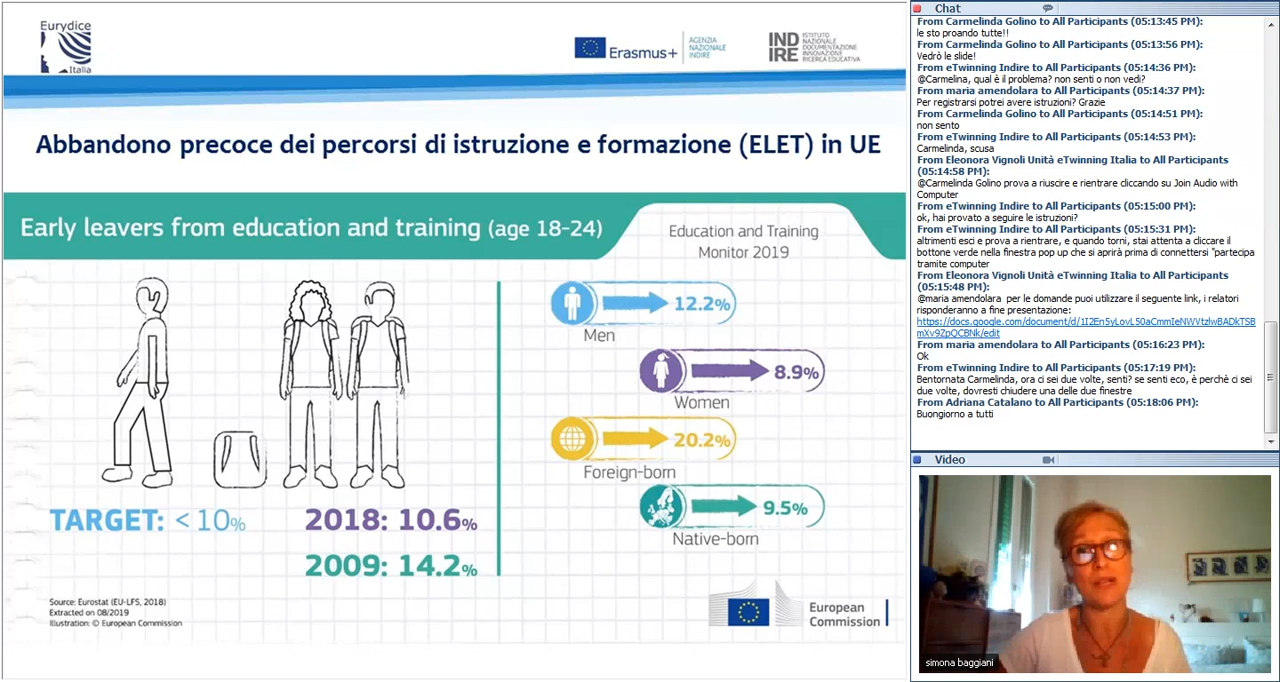 Eurydice
Italia
Erasmus+
AGENZIA
NAZIONALE
INDIRE
IND
IRE
ISTITUTO
NAZIONALE
DOCUMENTAZIONE
INNOVAZIONE
RICERCA EDUCATIVA
Abbandono precoce dei percorsi di istruzione e formazione (ELET) in UE
Early leavers from education and training (age 18-24)
Education and Training
Monitor 2019
12.2%
Men
8.9%
Women
20.2%
Foreign-born
9.5%
Native-born
TARGET: < 10%
2018: 10.6%
2009: 14.2%
Source: Eurostat (EU-LFS, 2018)
Extracted on 08/2019
Illustration: © European Commission
European
Commission
Chat
From Carmelinda Golino to All Participants (05:13:45 PM):
le sto proando tutte!!
From Carmelinda Golino to All Participants (05:13:56 PM):
Vedrò le slide!
From eTwinning Indire to All Participants (05:14:36 PM):
@Carmelina, qual è il problema? non senti o non vedi?
From maria amendolara to All Participants (05:14:37 PM):
Per registrarsi potrei avere istruzioni? Grazie
From Carmelinda Golino to All Participants (05:14:51 PM):
non sento
From eTwinning Indire to All Participants (05:14:53 PM):
Carmelinda, scusa
From Eleonora Vignoli Unità eTwinning Italia to All Participants
(05:14:58 PM):
@Carmelinda Golino prova a riuscire e rientrare cliccando su Join Audio with
Computer
From eTwinning Indire to All Participants (05:15:00 PM):
ok, hai provato a seguire le istruzioni?
From eTwinning Indire to All Participants (05:15:31 PM):
altrimenti esci e prova a rientrare, e quando torni, stai attenta a cliccare il
bottone verde nella finestra pop up che si aprirà prima di connettersi "partecipa
tramite computer
From Eleonora Vignoli Unità eTwinning Italia to All Participants
(05:15:48 PM):
@maria amendolara per le domande puoi utilizzare il seguente link, i relatori
risponderanno a fine presentazione:
https://docs.google.com/document/d/1I2En5yLovL50aCmmIeNWVtzlwBADkTSB
mXv9ZpQCBNk/edit
From maria amendolara to All Participants (05:16:23 PM):
Ok
From eTwinning Indire to All Participants (05:17:19 PM):
Bentornata Carmelinda, ora ci sei due volte, senti? se senti eco, è perchè ci sei
due volte, dovresti chiudere una delle due finestre
From Adriana Catalano to All Participants (05:18:06 PM):
Buongiorno a tutti
Video
simona baggiani